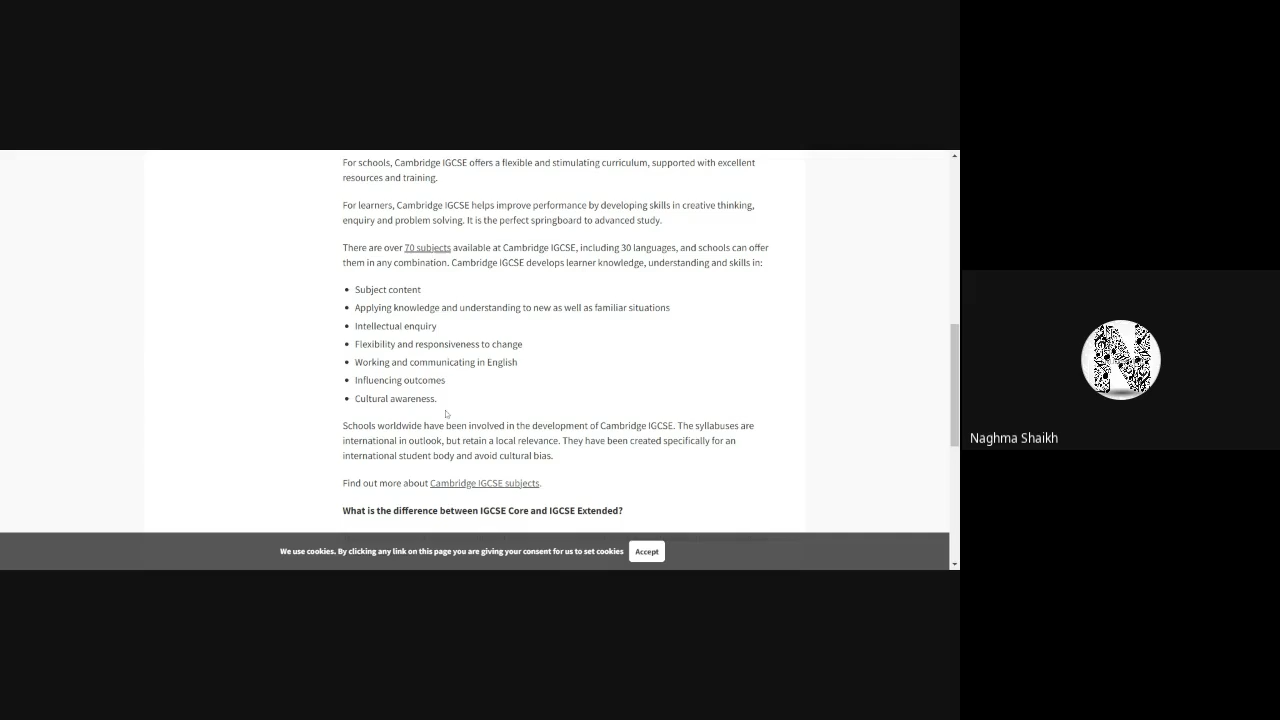 For schools, Cambridge IGCSE offers a flexible and stimulating curriculum, supported with excellent
resources and training.
For learners, Cambridge IGCSE helps improve performance by developing skills in creative thinking,
enquiry and problem solving. It is the perfect springboard to advanced study.
There are over 70 subjects available at Cambridge IGCSE, including 30 languages, and schools can offer
them in any combination. Cambridge IGCSE develops learner knowledge, understanding and skills in:
• Subject content
• Applying knowledge and understanding to new as well as familiar situations
• Intellectual enquiry
• Flexibility and responsiveness to change
• Working and communicating in English
• Influencing outcomes
• Cultural awareness.
Schools worldwide have been involved in the development of Cambridge IGCSE. The syllabuses are
international in outlook, but retain a local relevance. They have been created specifically for an
international student body and avoid cultural bias.
Find out more about Cambridge IGCSE subjects.
What is the difference between IGCSE Core and IGCSE Extended?
We use cookies. By clicking any link on this page you are giving your consent for us to set cookies
Accept
N
Naghma Shaikh